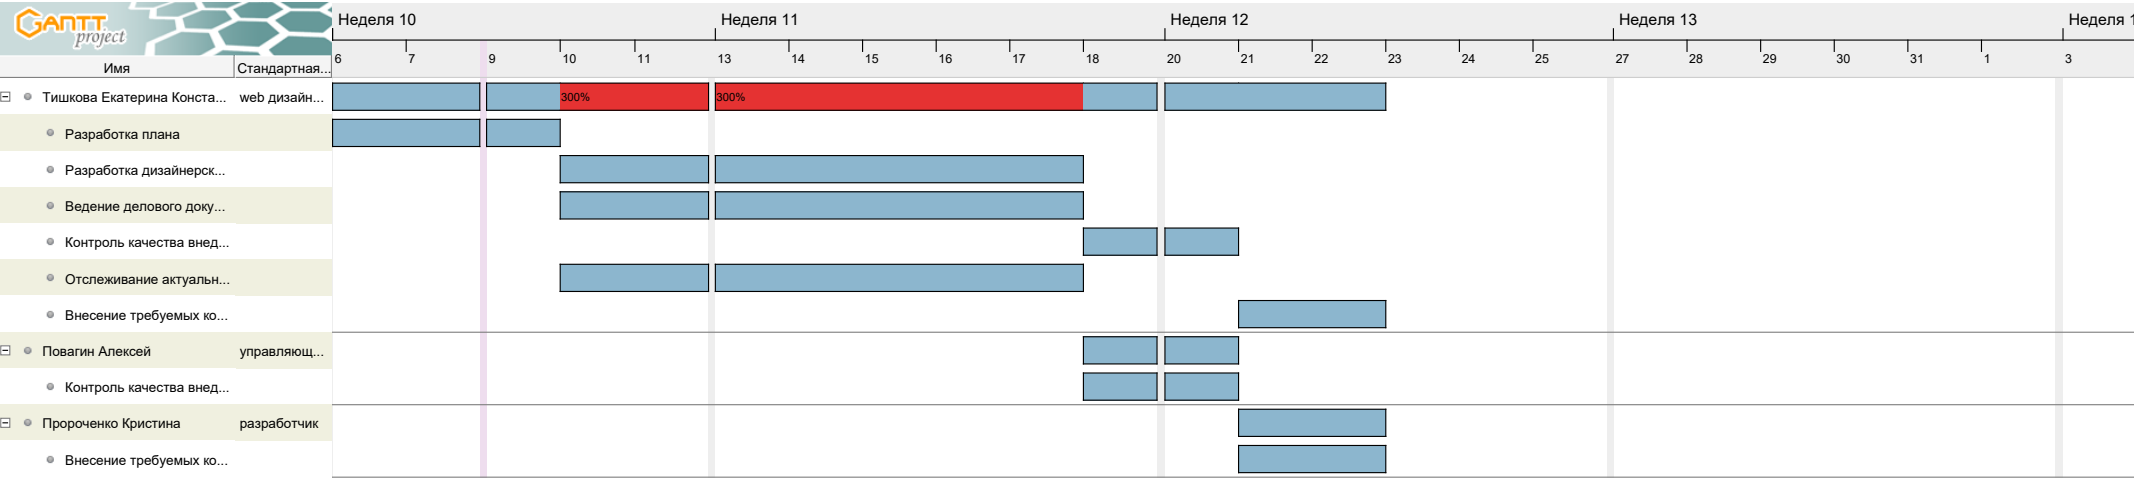 GANTT
project
Неделя 10 Неделя 11 Неделя 12 Неделя 13 Неделя 1
Имя Стандартная...
6 7 9 10 11 13 14 15 16 17 18 20 21 22 23 24 25 27 28 29 30 31 1 3
Тишкова Екатерина Конста... web дизайн... 300% 300%
Разработка плана
Разработка дизайнерск...
Ведение делового доку...
Контроль качества внед...
Отслеживание актуальн...
Внесение требуемых ко...
Повагин Алексей управляющ...
Контроль качества внед...
Пророченко Кристина разработчик
Внесение требуемых ко...